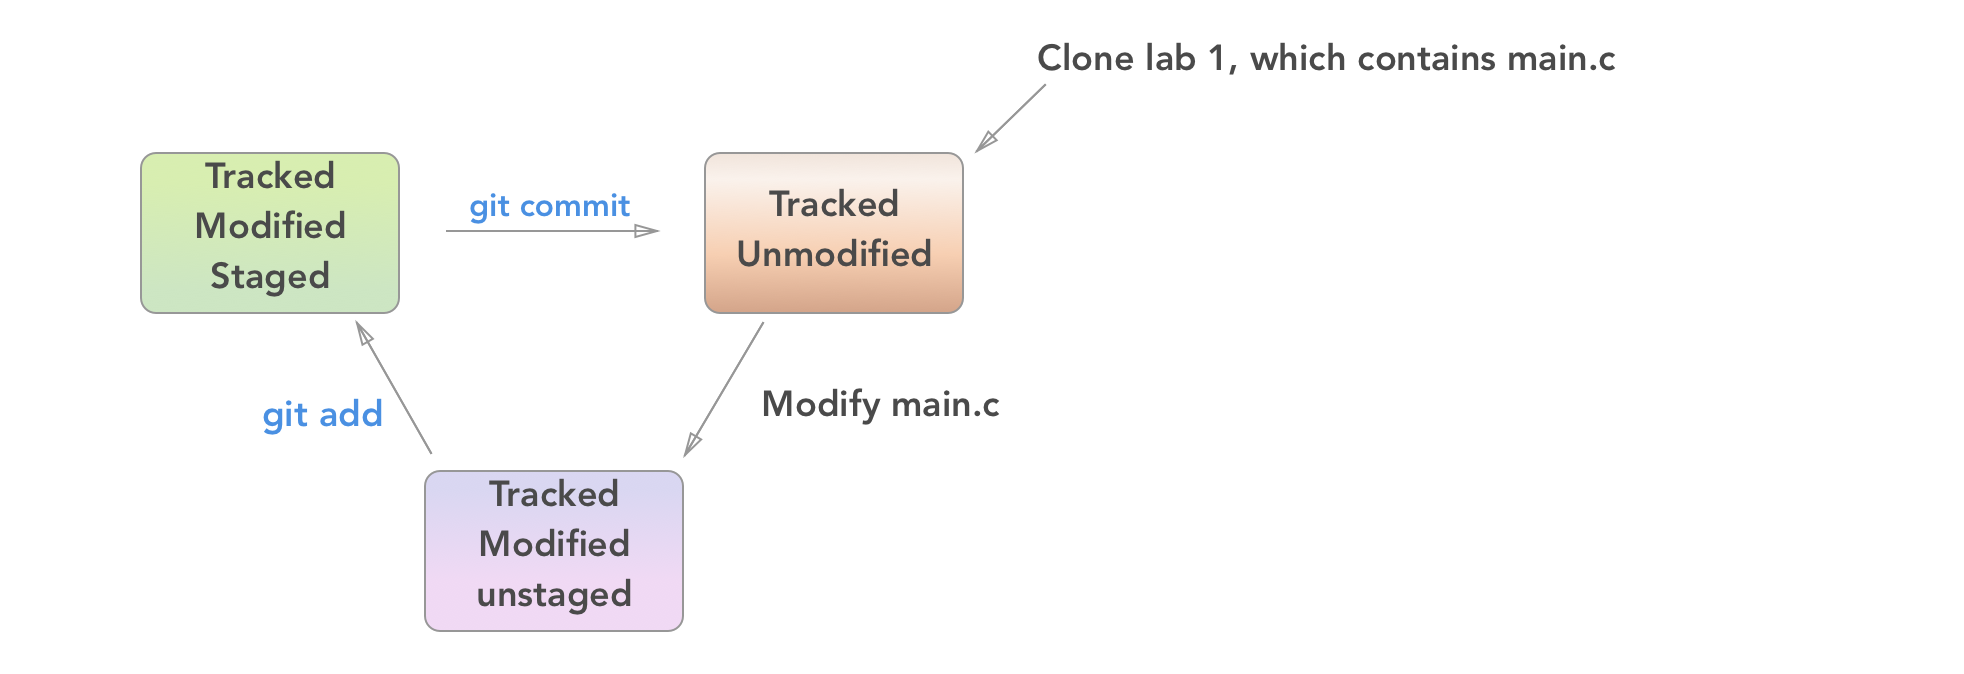 Clone lab 1, which contains main.c
Tracked
Modified
Staged
git commit
Tracked
Unmodified
git add
Modify main.c
Tracked
Modified
unstaged